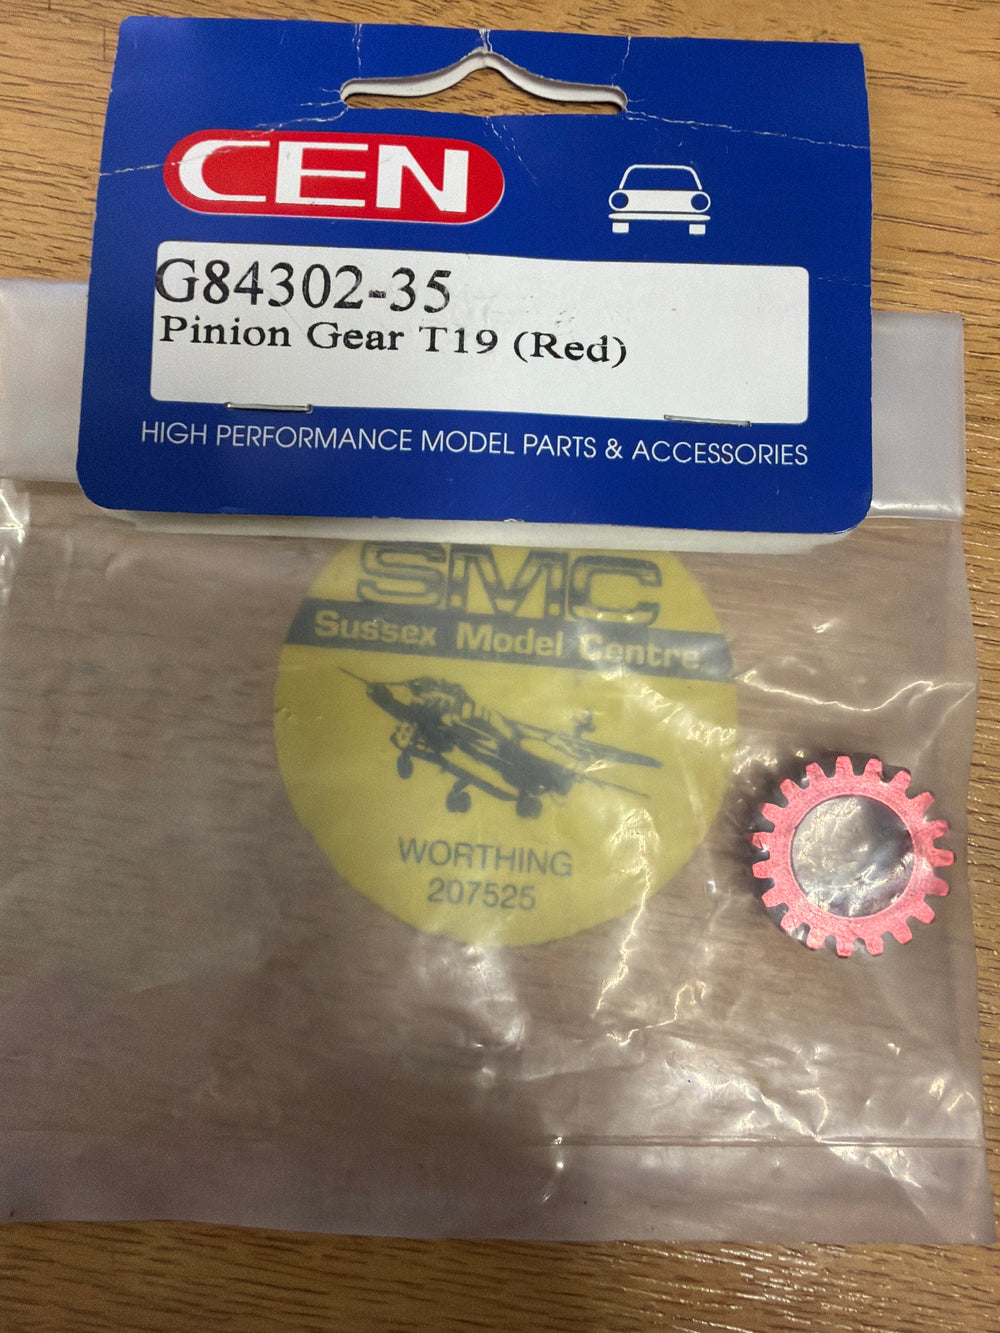 CEN
G84302-35
Pinion Gear T19 (Red)
HIGH PERFORMANCE MODEL PARTS & ACCESSORIES
SMC
Sussex Model Centre
WORTHING
207525